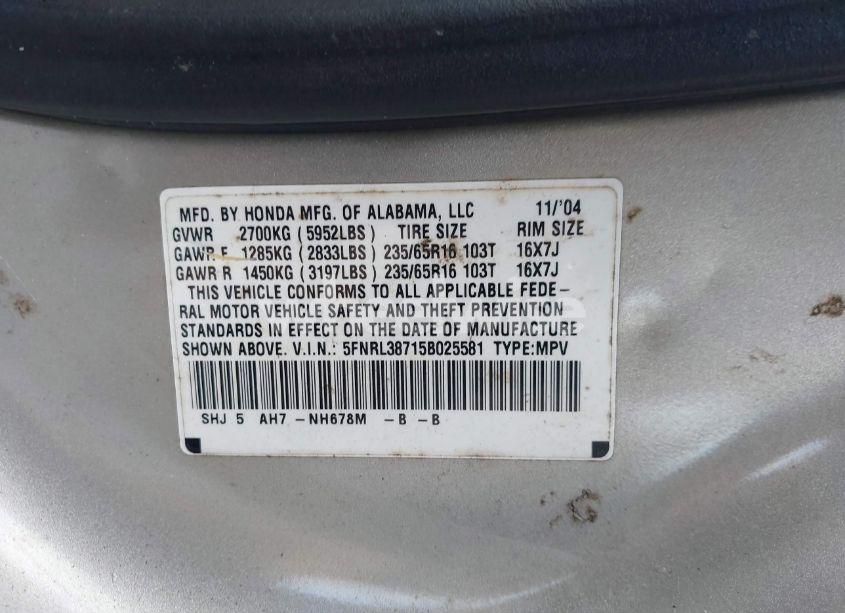 MFD. BY HONDA MFG. OF ALABAMA, LLC 11/'04
GVWR 2700KG (5952LBS) TIRE SIZE RIM SIZE
GAWR F 1285KG (2833LBS) 235/65R16 103T 16X7J
GAWR R 1450KG (3197LBS) 235/65R16 103T 16X7J
THIS VEHICLE CONFORMS TO ALL APPLICABLE FEDE-
RAL MOTOR VEHICLE SAFETY AND THEFT PREVENTION
STANDARDS IN EFFECT ON THE DATE OF MANUFACTURE
SHOWN ABOVE. V.I.N.: 5FNRL38715B025581 TYPE:MPV
SHJ 5 AH7 -NH678M -B -B